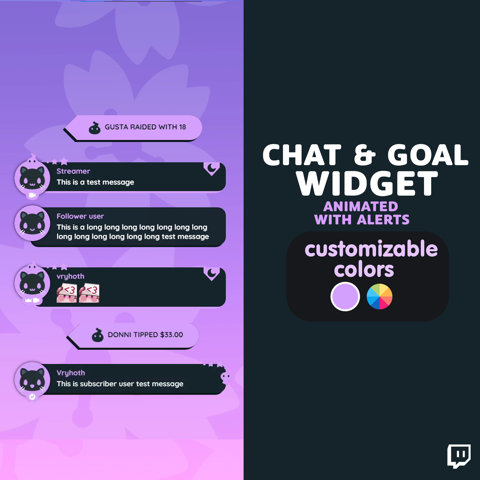 GUSTA RAIDED WITH 18
Streamer
This is a test message
Follower user
This is a long long long long long long long
long long long long long long test message
vryhoth
<3 <3
DONNI TIPPED $33.00
Vryhoth
This is subscriber user test message
CHAT & GOAL
WIDGET
ANIMATED
WITH ALERTS
customizable
colors